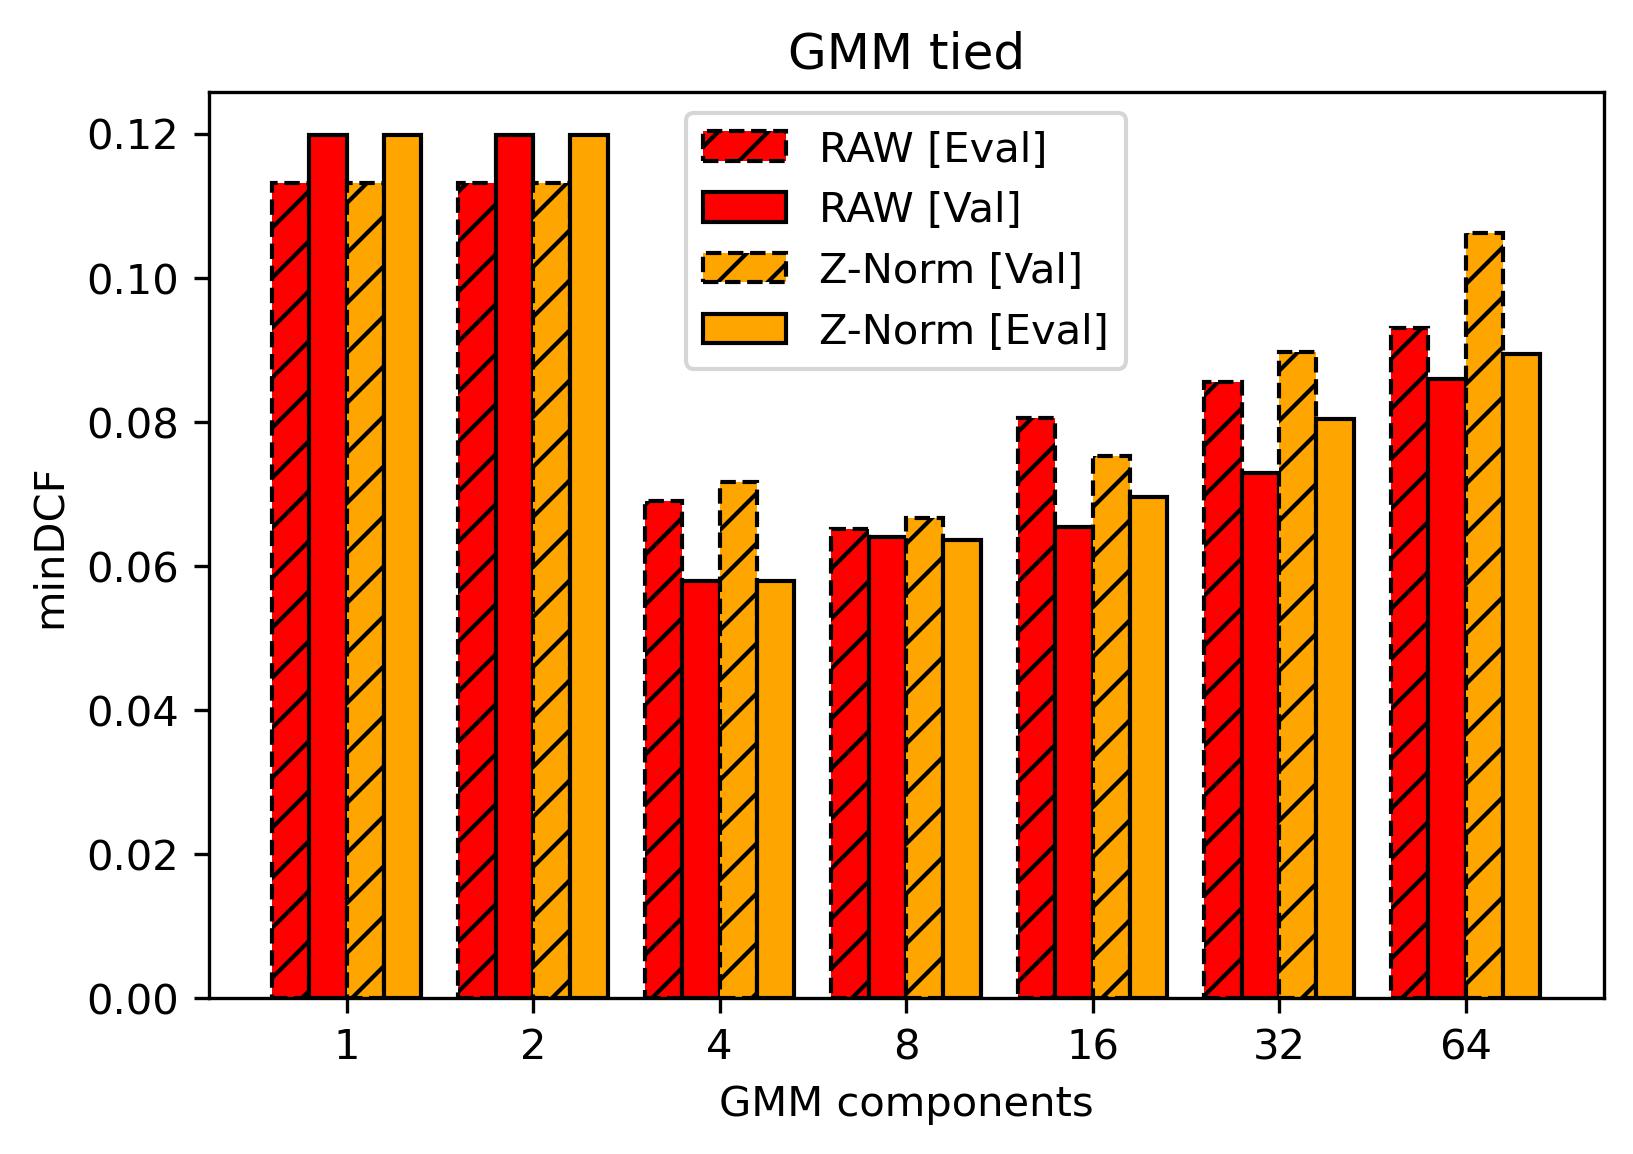 GMM tied
0.12
0.10
0.08
0.06
0.04
0.02
0.00
minDCF
RAW [Eval]
RAW [Val]
Z-Norm [Val]
Z-Norm [Eval]
1 2 4 8 16 32 64
GMM components